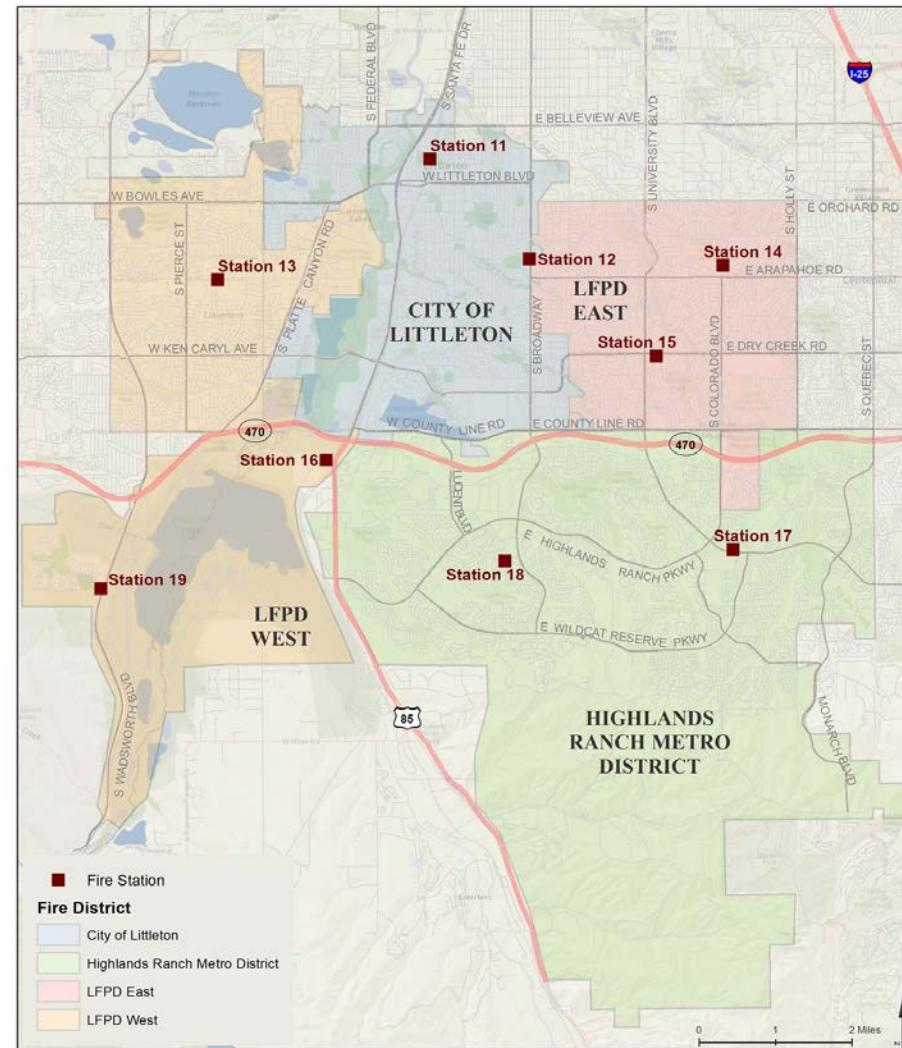 I-25
S FEDERAL BLVD
S SANTA FE DR
E BELLEVIEW AVE
S UNIVERSITY BLVD
Station 11
W LITTLETON BLVD
W BOWLES AVE
E ORCHARD RD
S HOLLY ST
S PIERCE ST
S PLATTE CANYON RD
Station 13
Station 12
Station 14
E ARAPAHOE RD
Centennial
CITY OF
LITTLETON
S BROADWAY
LFPD
EAST
W KEN CARYL AVE
Station 15
S COLORADO BLVD
E DRY CREEK RD
S QUEBEC ST
W COUNTY LINE RD
E COUNTY LINE RD
470
470
Station 16
LUCENT BLVD
E HIGHLANDS RANCH PKWY
Station 17
Station 18
Station 19
LFPD
WEST
E WILDCAT RESERVE PKWY
S WADSWORTH BLVD
85
HIGHLANDS
RANCH METRO
DISTRICT
MONARCH BLVD
Louviers
Fire Station
Fire District
City of Littleton
Highlands Ranch Metro District
LFPD East
LFPD West
0 1 2 Miles
z